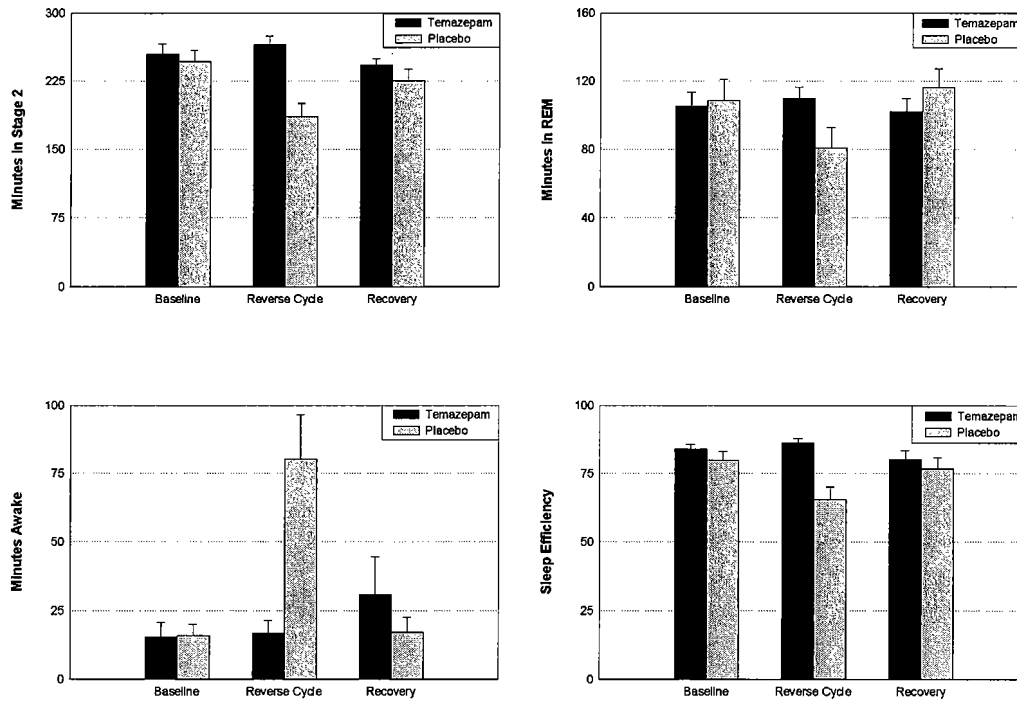 Minutes in Stage 2
300
225
150
75
0
Temazepam
Placebo
Baseline Reverse Cycle Recovery
Minutes in REM
160
120
80
40
0
Temazepam
Placebo
Baseline Reverse Cycle Recovery
Minutes Awake
100
75
50
25
0
Temazepam
Placebo
Baseline Reverse Cycle Recovery
Sleep Efficiency
100
75
50
25
0
Temazepam
Placebo
Baseline Reverse Cycle Recovery